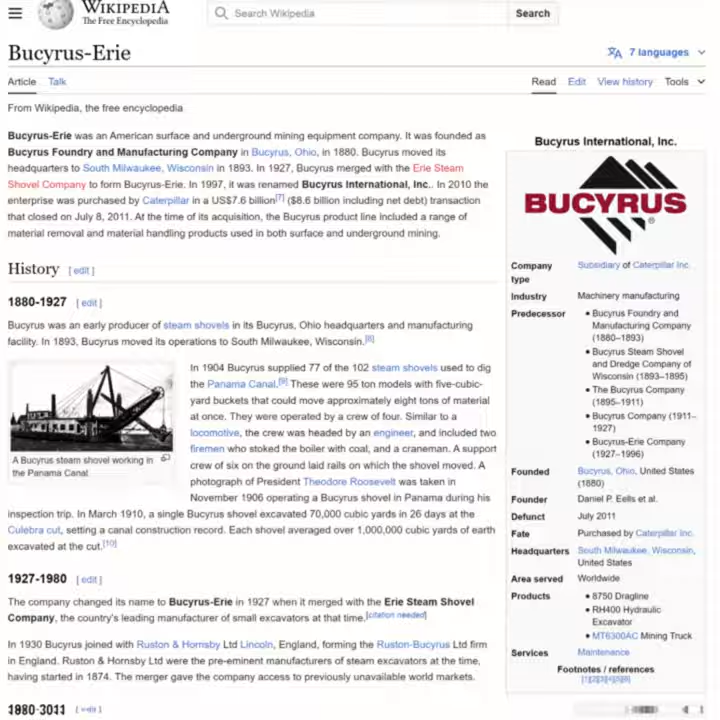 WIKIPEDIA
The Free Encyclopedia
Search Wikipedia
Search
Bucyrus-Erie
7 languages
Article Talk
Read Edit View history Tools
From Wikipedia, the free encyclopedia
Bucyrus-Erie was an American surface and underground mining equipment company. It was founded as
Bucyrus Foundry and Manufacturing Company in Bucyrus, Ohio, in 1880. Bucyrus moved its
headquarters to South Milwaukee, Wisconsin in 1893. In 1927, Bucyrus merged with the Erie Steam
Shovel Company to form Bucyrus-Erie. In 1997, it was renamed Bucyrus International, Inc.. In 2010 the
enterprise was purchased by Caterpillar in a US$7.6 billion[7] ($8.6 billion including net debt) transaction
that closed on July 8, 2011. At the time of its acquisition, the Bucyrus product line included a range of
material removal and material handling products used in both surface and underground mining.
History [ edit ]
1880-1927 [ edit ]
Bucyrus was an early producer of steam shovels in its Bucyrus, Ohio headquarters and manufacturing
facility. In 1893, Bucyrus moved its operations to South Milwaukee, Wisconsin.[8]
A Bucyrus steam shovel working in
the Panama Canal.
In 1904 Bucyrus supplied 77 of the 102 steam shovels used to dig
the Panama Canal.[9] These were 95 ton models with five-cubic-
yard buckets that could move approximately eight tons of material
at once. They were operated by a crew of four. Similar to a
locomotive, the crew was headed by an engineer, and included two
firemen who stoked the boiler with coal, and a craneman. A support
crew of six on the ground laid rails on which the shovel moved. A
photograph of President Theodore Roosevelt was taken in
November 1906 operating a Bucyrus shovel in Panama during his
inspection trip. In March 1910, a single Bucyrus shovel excavated 70,000 cubic yards in 26 days at the
Culebra cut, setting a canal construction record. Each shovel averaged over 1,000,000 cubic yards of earth
excavated at the cut.[10]
1927-1980 [ edit ]
The company changed its name to Bucyrus-Erie in 1927 when it merged with the Erie Steam Shovel
Company, the country's leading manufacturer of small excavators at that time.[citation needed]
In 1930 Bucyrus joined with Ruston & Hornsby Ltd Lincoln, England, forming the Ruston-Bucyrus Ltd firm
in England. Ruston & Hornsby Ltd were the pre-eminent manufacturers of steam excavators at the time,
having started in 1874. The merger gave the company access to previously unavailable world markets.
[ edit ]
Bucyrus International, Inc.
BUCYRUS
®
Company type Subsidiary of Caterpillar Inc.
Industry Machinery manufacturing
Predecessor • Bucyrus Foundry and
Manufacturing Company
(1880–1893)
• Bucyrus Steam Shovel
and Dredge Company of
Wisconsin (1893–1895)
• The Bucyrus Company
(1895–1911)
• Bucyrus Company (1911–
1927)
• Bucyrus-Erie Company
(1927–1996)
Founded Bucyrus, Ohio, United States
(1880)
Founder Daniel P. Eells et al.
Defunct July 2011
Fate Purchased by Caterpillar Inc.
Headquarters South Milwaukee, Wisconsin,
United States
Area served Worldwide
Products • 8750 Dragline
• RH400 Hydraulic
Excavator
• MT6300AC Mining Truck
Services Maintenance
Footnotes / references
[1][2][3][4][5][6]